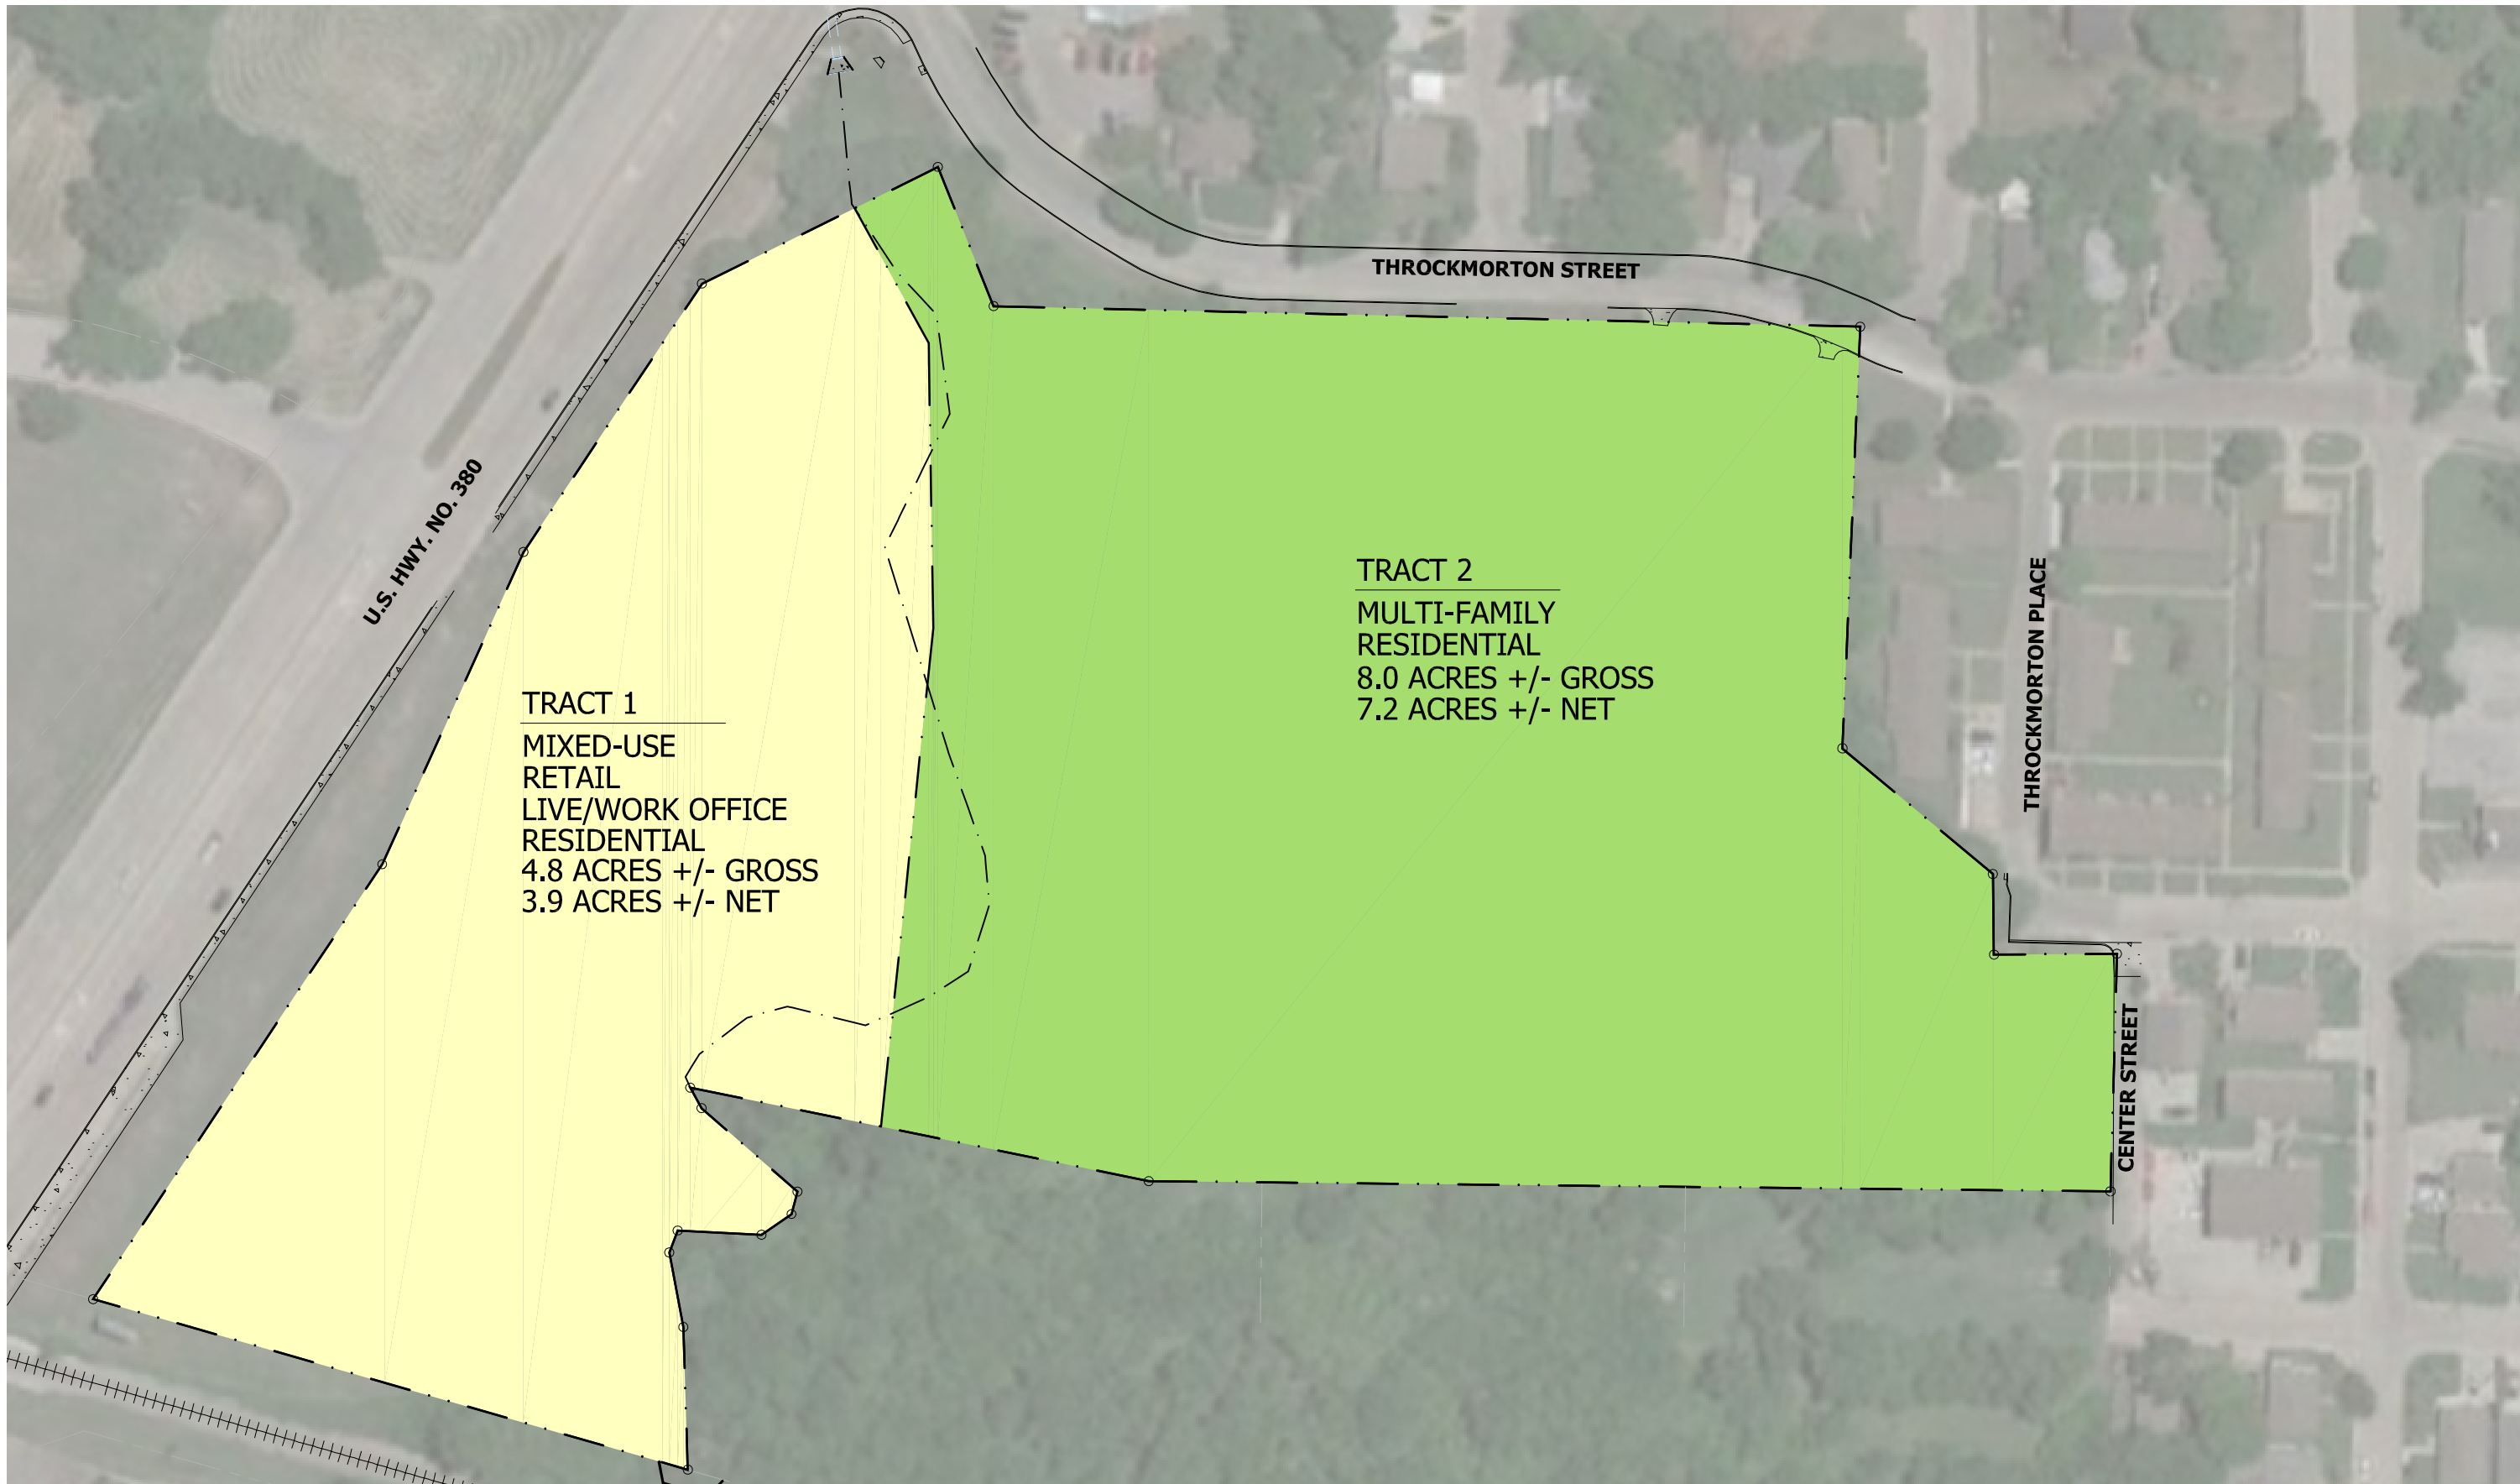 THROCKMORTON STREET
U.S. HWY. NO. 380
TRACT 2
MULTI-FAMILY
RESIDENTIAL
8.0 ACRES +/- GROSS
7.2 ACRES +/- NET
THROCKMORTON PLACE
TRACT 1
MIXED-USE
RETAIL
LIVE/WORK OFFICE
RESIDENTIAL
4.8 ACRES +/- GROSS
3.9 ACRES +/- NET
CENTER STREET